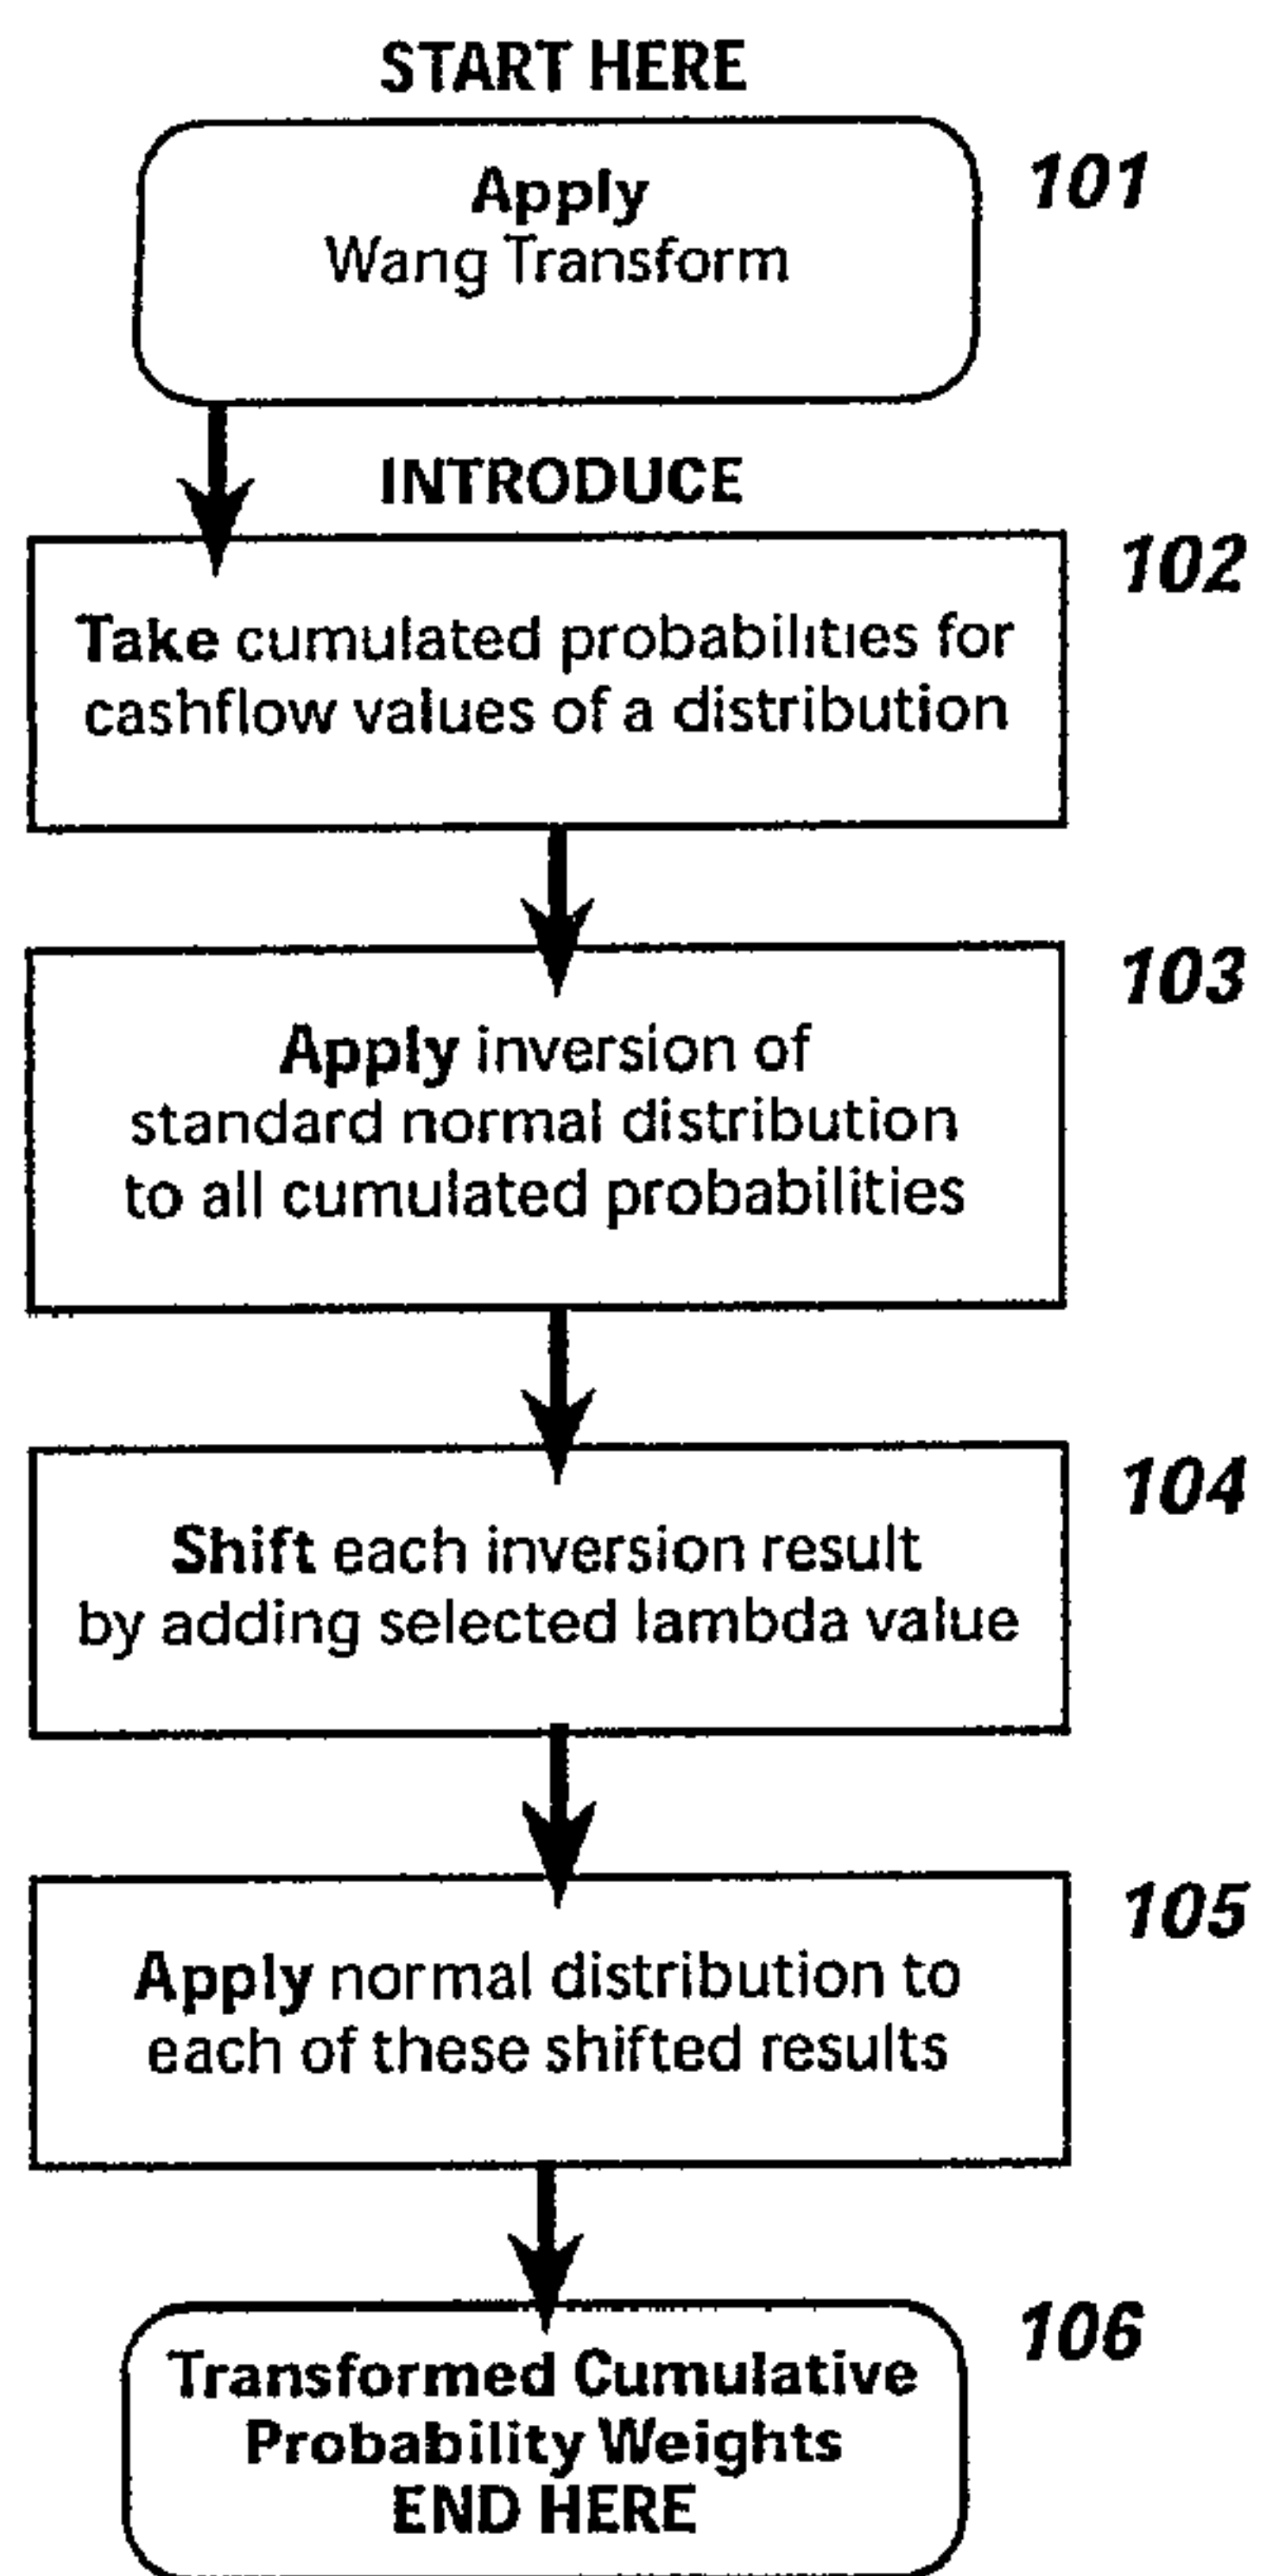 START HERE
Apply
Wang Transform
101
INTRODUCE
102
Take cumulated probabilities for
cashflow values of a distribution
103
Apply inversion of
standard normal distribution
to all cumulated probabilities
104
Shift each inversion result
by adding selected lambda value
105
Apply normal distribution to
each of these shifted results
106
Transformed Cumulative
Probability Weights
END HERE